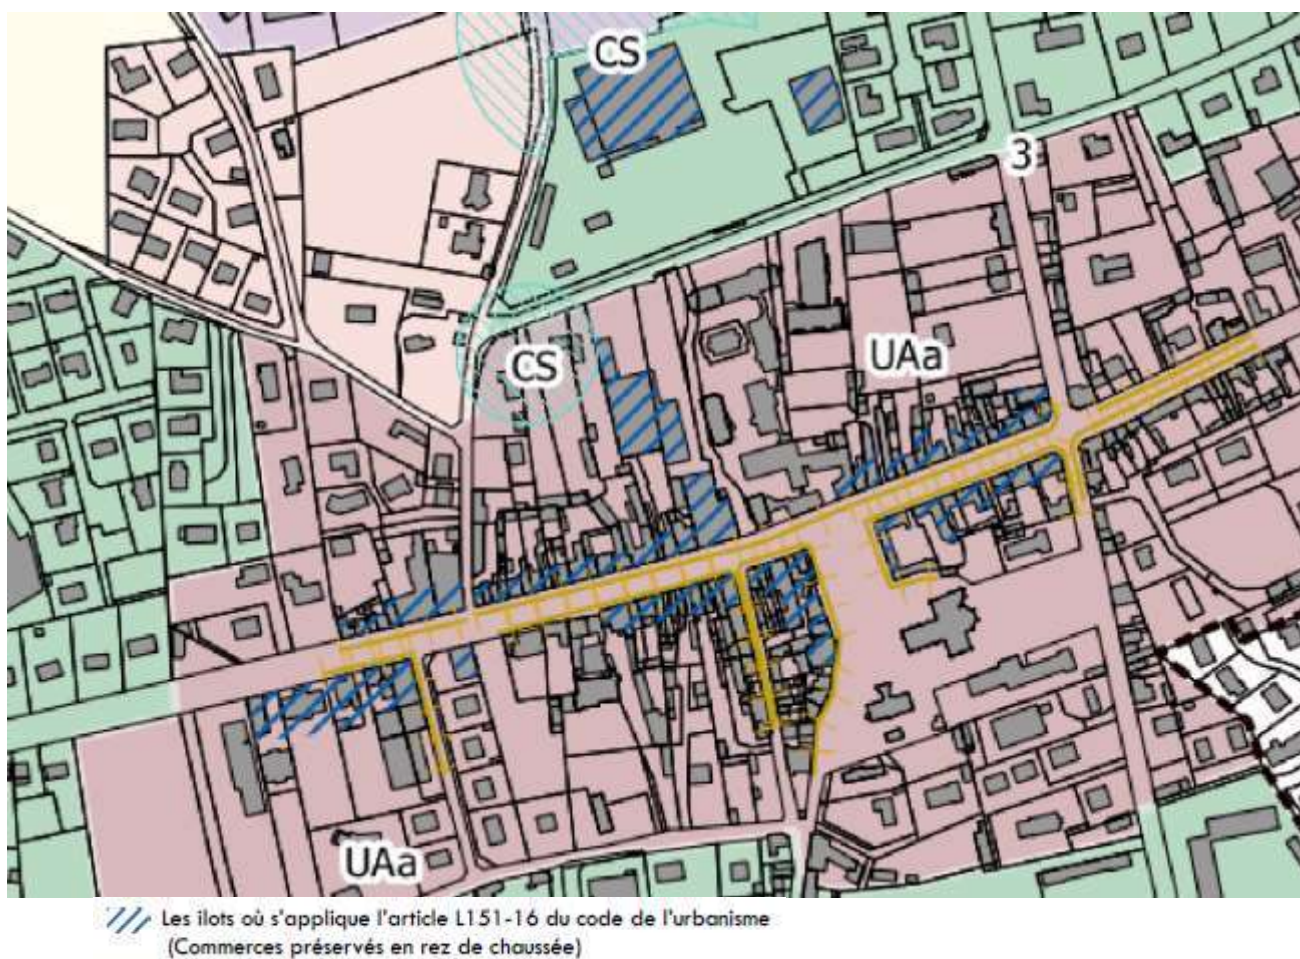 CS
3
CS
UAa
UAa
Les ilots où s'applique l'article L151-16 du code de l'urbanisme
(Commerces préservés en rez de chaussée)